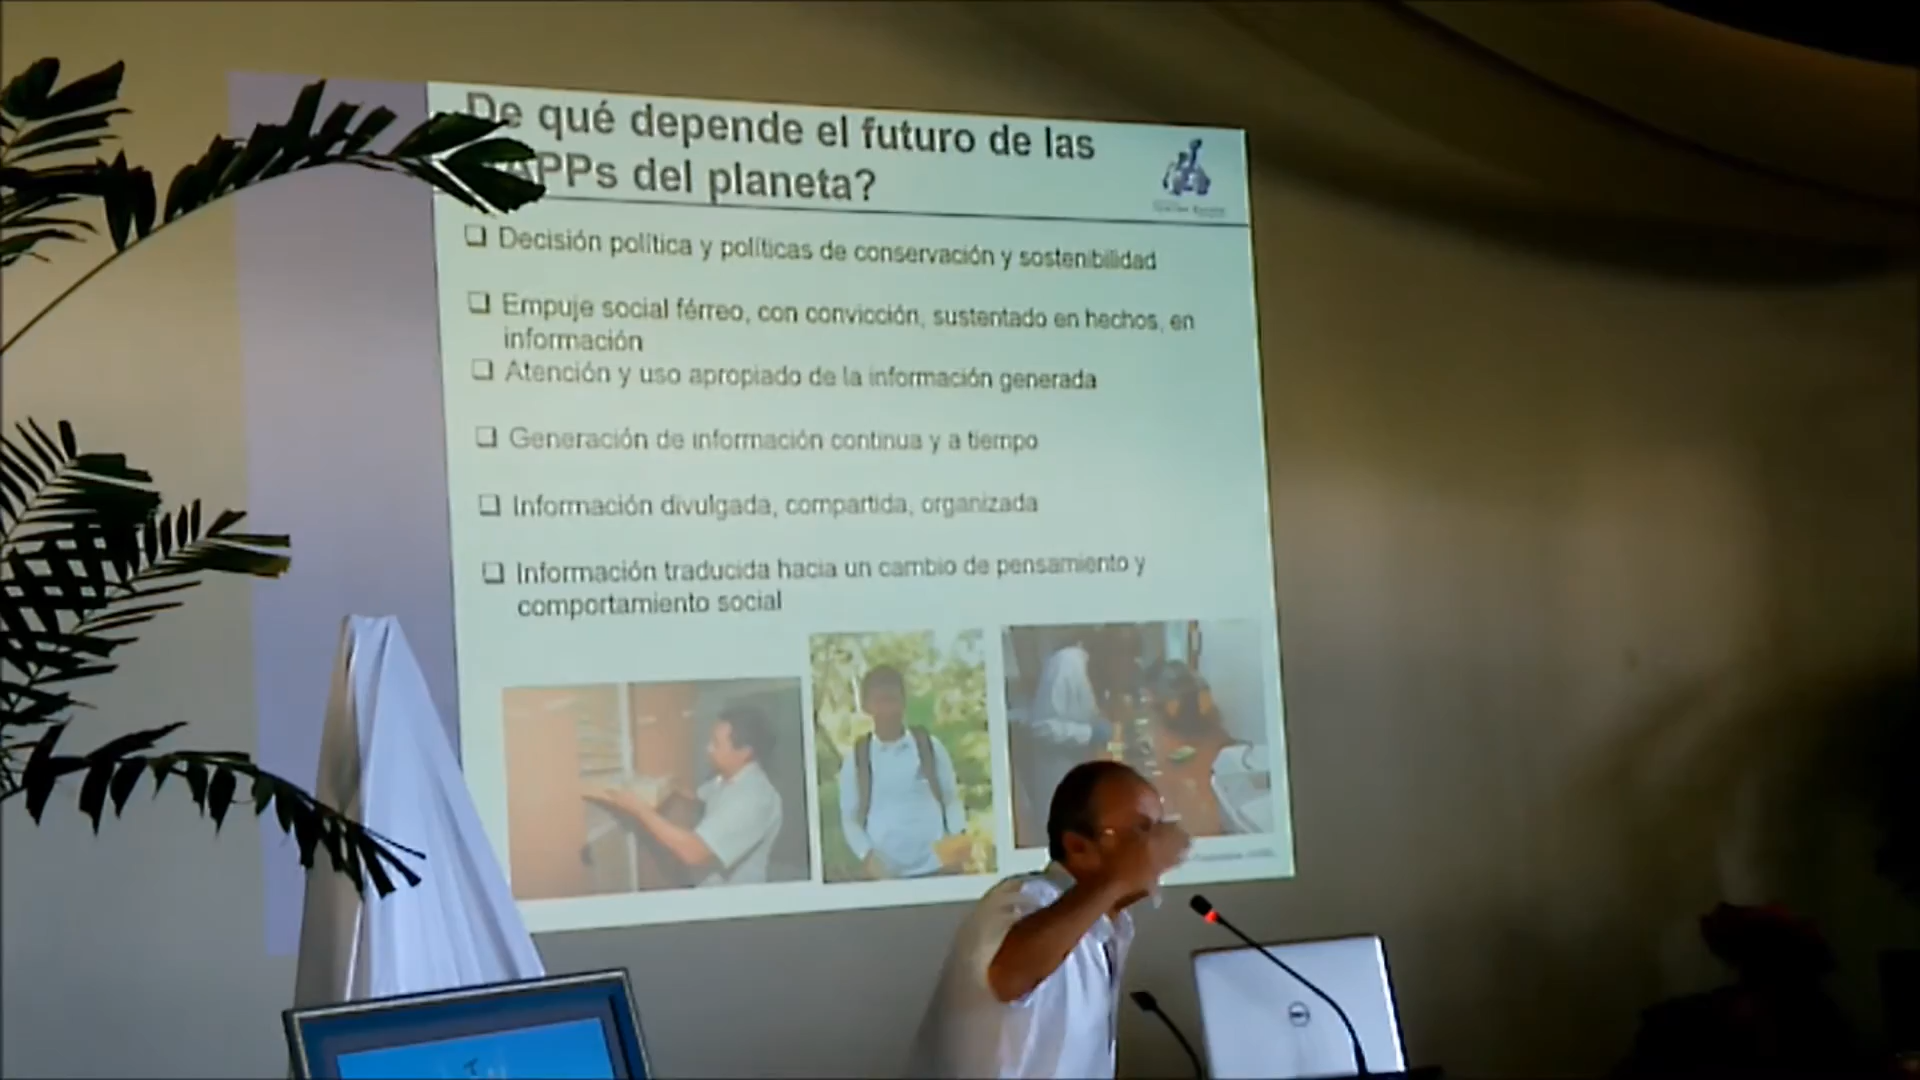 De qué depende el futuro de las
APPs del planeta?
❑ Decisión política y políticas de conservación y sostenibilidad
❑ Empuje social férreo, con convicción, sustentado en hechos, en
información
❑ Atención y uso apropiado de la información generada
❑ Generación de información continua y a tiempo
❑ Información divulgada, compartida, organizada
❑ Información traducida hacia un cambio de pensamiento y
comportamiento social
DELL